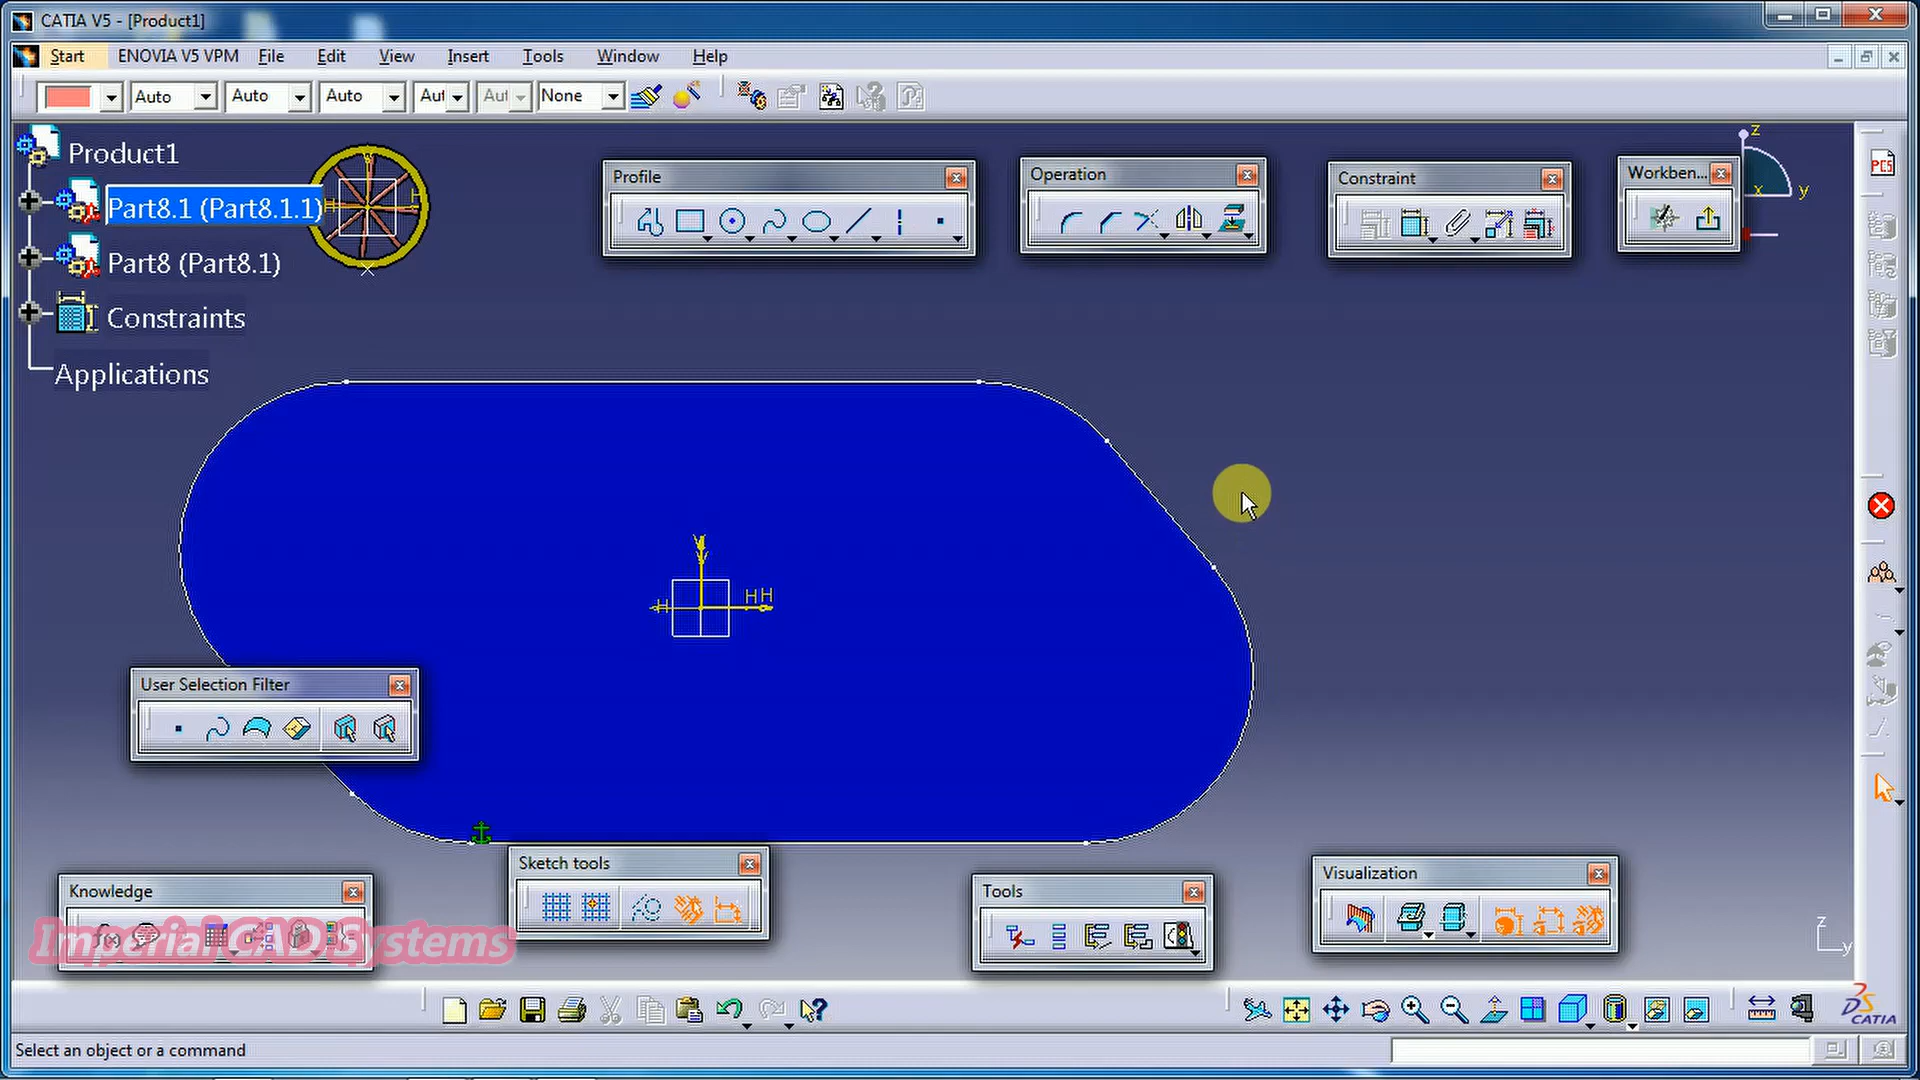 CATIA V5 - [Product1]
Start ENOVIA V5 VPM File Edit View Insert Tools Window Help
Auto Auto Auto Aut Aut None
Product1
Part8.1 (Part8.1.1)
Part8 (Part8.1)
Constraints
Applications
Profile
Operation
Constraint
Workben...
z
x
y
PCS
V
H
H
H H
User Selection Filter
Sketch tools
Knowledge
Tools
Visualization
f(x)
Imperial CAD Systems
z
y
DS
CATIA
Select an object or a command